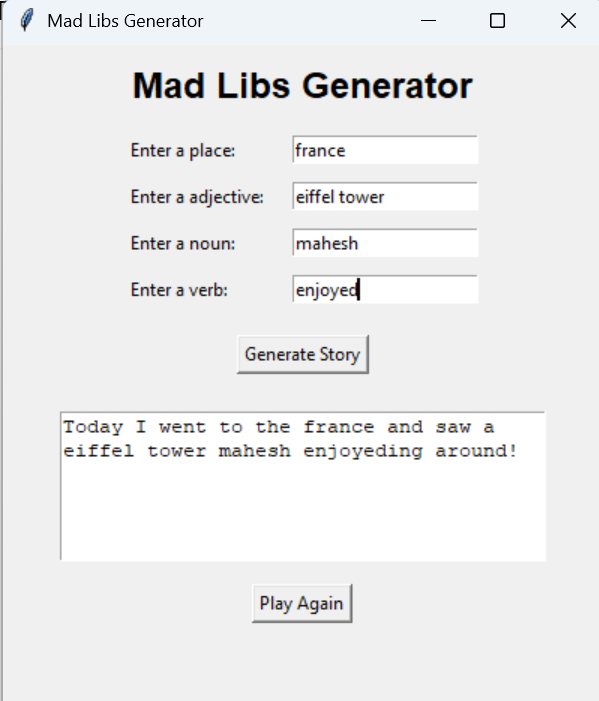 Mad Libs Generator
Mad Libs Generator
Enter a place: france
Enter a adjective: eiffel tower
Enter a noun: mahesh
Enter a verb: enjoyed
Generate Story
Today I went to the france and saw a
eiffel tower mahesh enjoyeding around!
Play Again